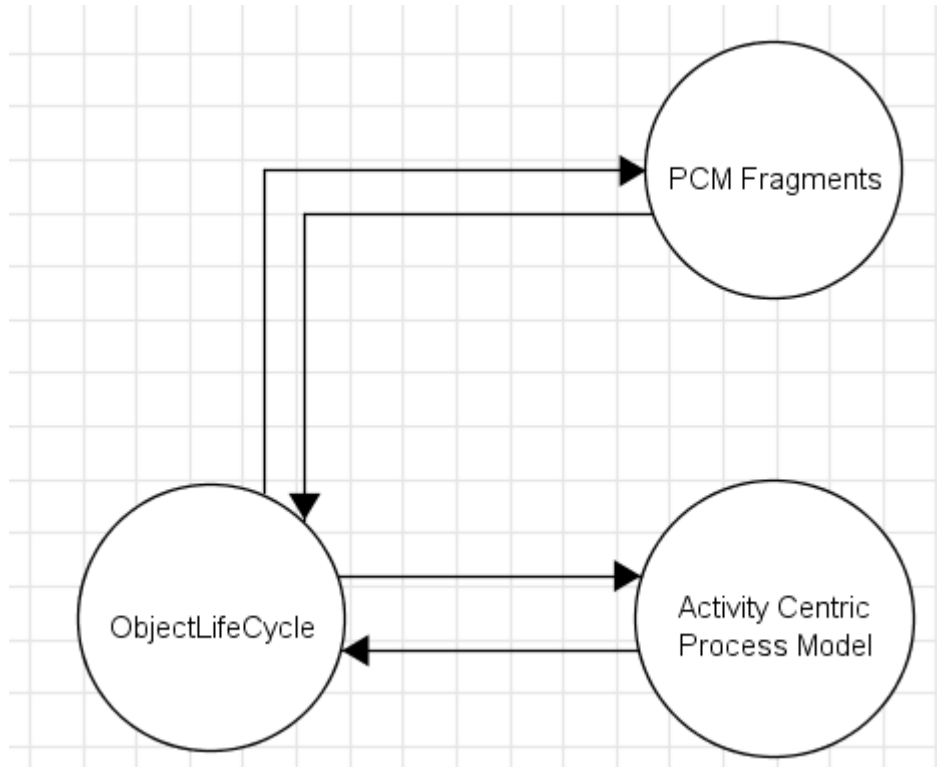 PCM Fragments
ObjectLifeCycle
Activity Centric
Process Model